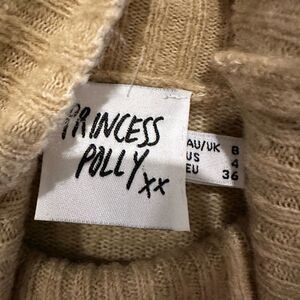 PRINCESS
POLLY
xx
AU/UK 8
US 4
EU 36